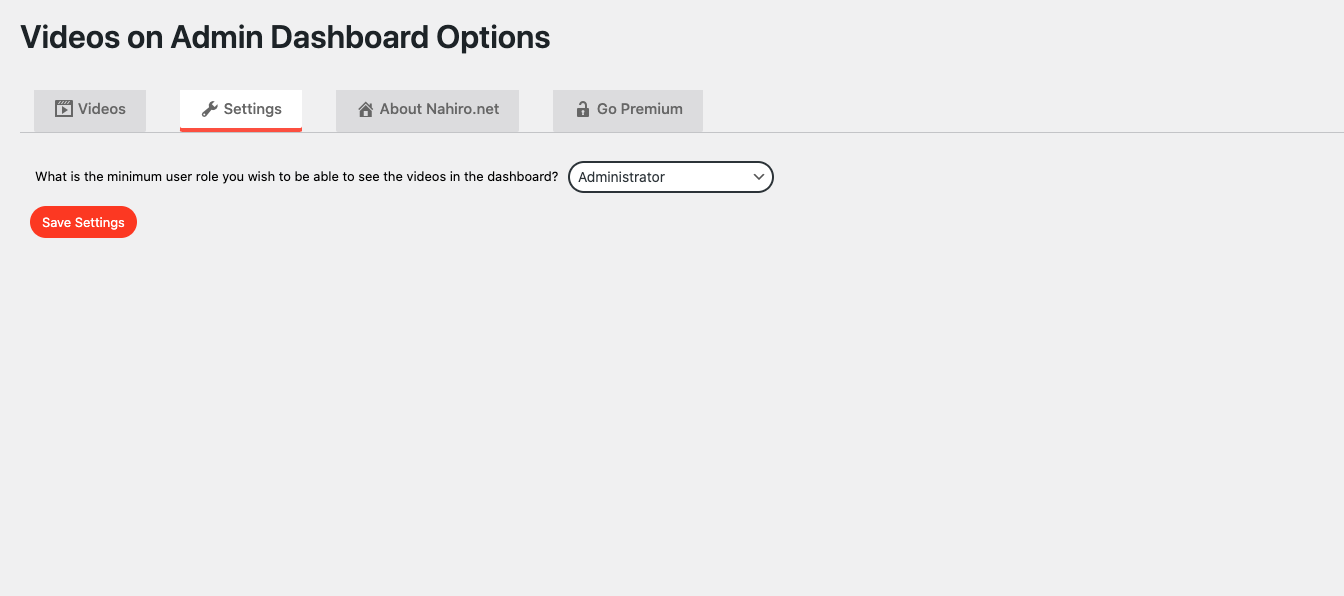 Videos on Admin Dashboard Options
Videos
Settings
About Nahiro.net
Go Premium
What is the minimum user role you wish to be able to see the videos in the dashboard? Administrator
Save Settings